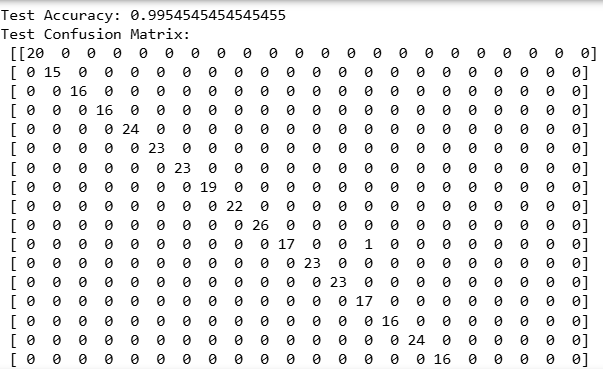 Test Accuracy: 0.9954545454545455
Test Confusion Matrix:
[[20 0 0 0 0 0 0 0 0 0 0 0 0 0 0 0 0 0 0 0 0 0]
[ 0 15 0 0 0 0 0 0 0 0 0 0 0 0 0 0 0 0 0 0 0 0]
[ 0 0 16 0 0 0 0 0 0 0 0 0 0 0 0 0 0 0 0 0 0 0]
[ 0 0 0 16 0 0 0 0 0 0 0 0 0 0 0 0 0 0 0 0 0 0]
[ 0 0 0 0 24 0 0 0 0 0 0 0 0 0 0 0 0 0 0 0 0 0]
[ 0 0 0 0 0 23 0 0 0 0 0 0 0 0 0 0 0 0 0 0 0 0]
[ 0 0 0 0 0 0 23 0 0 0 0 0 0 0 0 0 0 0 0 0 0 0]
[ 0 0 0 0 0 0 0 19 0 0 0 0 0 0 0 0 0 0 0 0 0 0]
[ 0 0 0 0 0 0 0 0 22 0 0 0 0 0 0 0 0 0 0 0 0 0]
[ 0 0 0 0 0 0 0 0 0 26 0 0 0 0 0 0 0 0 0 0 0 0]
[ 0 0 0 0 0 0 0 0 0 0 17 0 0 1 0 0 0 0 0 0 0 0]
[ 0 0 0 0 0 0 0 0 0 0 0 23 0 0 0 0 0 0 0 0 0 0]
[ 0 0 0 0 0 0 0 0 0 0 0 0 23 0 0 0 0 0 0 0 0 0]
[ 0 0 0 0 0 0 0 0 0 0 0 0 0 17 0 0 0 0 0 0 0 0]
[ 0 0 0 0 0 0 0 0 0 0 0 0 0 0 16 0 0 0 0 0 0 0]
[ 0 0 0 0 0 0 0 0 0 0 0 0 0 0 0 24 0 0 0 0 0 0]
[ 0 0 0 0 0 0 0 0 0 0 0 0 0 0 0 0 16 0 0 0 0 0]